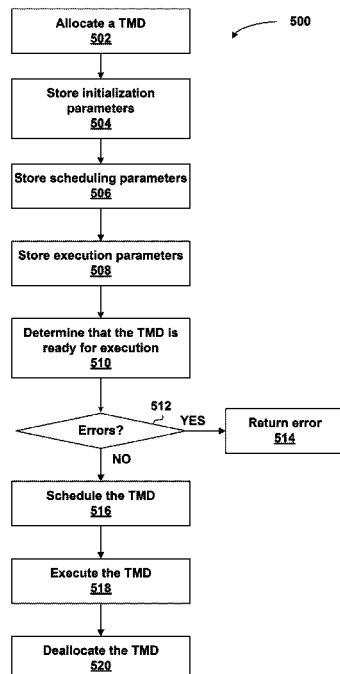 Allocate a TMD
502
500
Store initialization
parameters
504
Store scheduling parameters
506
Store execution parameters
508
Determine that the TMD is
ready for execution
510
512
Errors?
YES
Return error
514
NO
Schedule the TMD
516
Execute the TMD
518
Deallocate the TMD
520